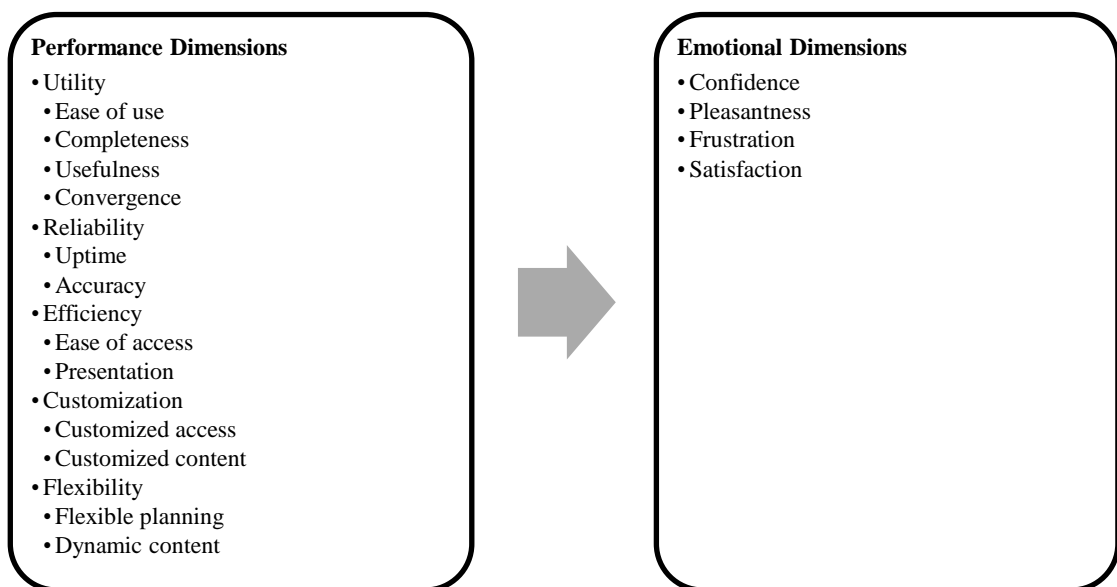 Performance Dimensions
• Utility
• Ease of use
• Completeness
• Usefulness
• Convergence
• Reliability
• Uptime
• Accuracy
• Efficiency
• Ease of access
• Presentation
• Customization
• Customized access
• Customized content
• Flexibility
• Flexible planning
• Dynamic content
Emotional Dimensions
• Confidence
• Pleasantness
• Frustration
• Satisfaction